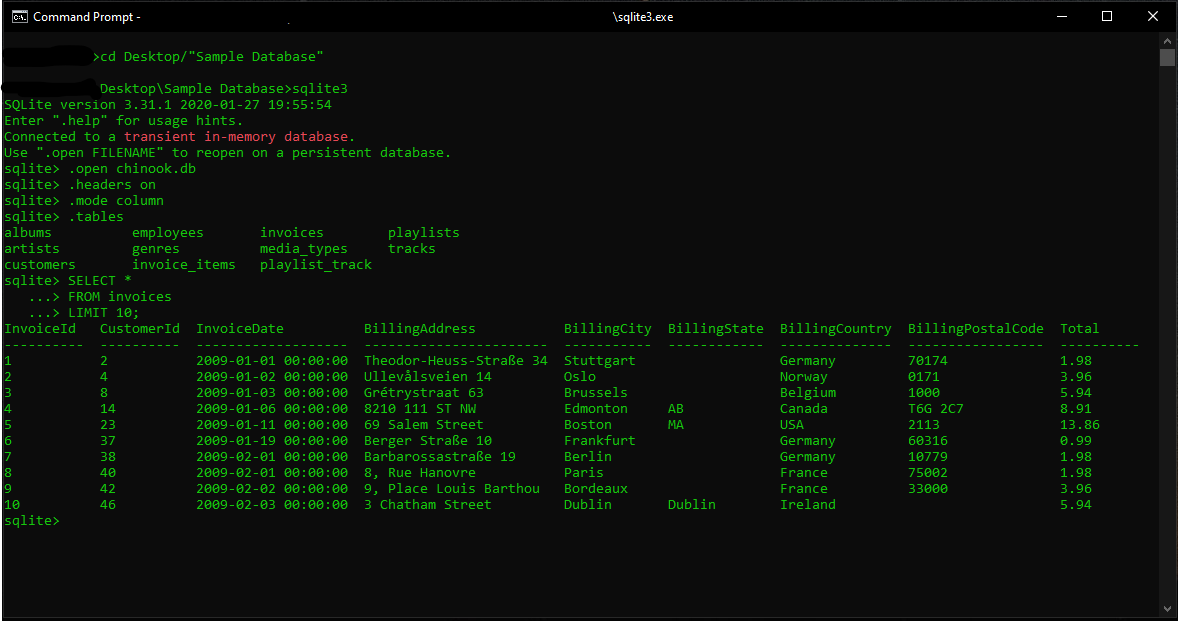 Command Prompt - \sqlite3.exe
>cd Desktop/"Sample Database"
Desktop\Sample Database>sqlite3
SQLite version 3.31.1 2020-01-27 19:55:54
Enter ".help" for usage hints.
Connected to a transient in-memory database.
Use ".open FILENAME" to reopen on a persistent database.
sqlite> .open chinook.db
sqlite> .headers on
sqlite> .mode column
sqlite> .tables
albums          employees       invoices        playlists
artists         genres          media_types     tracks
customers       invoice_items   playlist_track
sqlite> SELECT *
   ...> FROM invoices
   ...> LIMIT 10;
InvoiceId   CustomerId  InvoiceDate          BillingAddress           BillingCity  BillingState  BillingCountry  BillingPostalCode  Total
----------  ----------  -------------------  -----------------------  -----------  ------------  --------------  -----------------  ----------
1           2           2009-01-01 00:00:00  Theodor-Heuss-Straße 34  Stuttgart                  Germany         70174              1.98
2           4           2009-01-02 00:00:00  Ullevålsveien 14         Oslo                       Norway          0171               3.96
3           8           2009-01-03 00:00:00  Grétrystraat 63          Brussels                   Belgium         1000               5.94
4           14          2009-01-06 00:00:00  8210 111 ST NW           Edmonton     AB            Canada          T6G 2C7            8.91
5           23          2009-01-11 00:00:00  69 Salem Street          Boston       MA            USA             2113               13.86
6           37          2009-01-19 00:00:00  Berger Straße 10         Frankfurt                  Germany         60316              0.99
7           38          2009-02-01 00:00:00  Barbarossastraße 19      Berlin                     Germany         10779              1.98
8           40          2009-02-01 00:00:00  8, Rue Hanovre           Paris                      France          75002              1.98
9           42          2009-02-02 00:00:00  9, Place Louis Barthou   Bordeaux                   France          33000              3.96
10          46          2009-02-03 00:00:00  3 Chatham Street         Dublin       Dublin        Ireland                            5.94
sqlite>